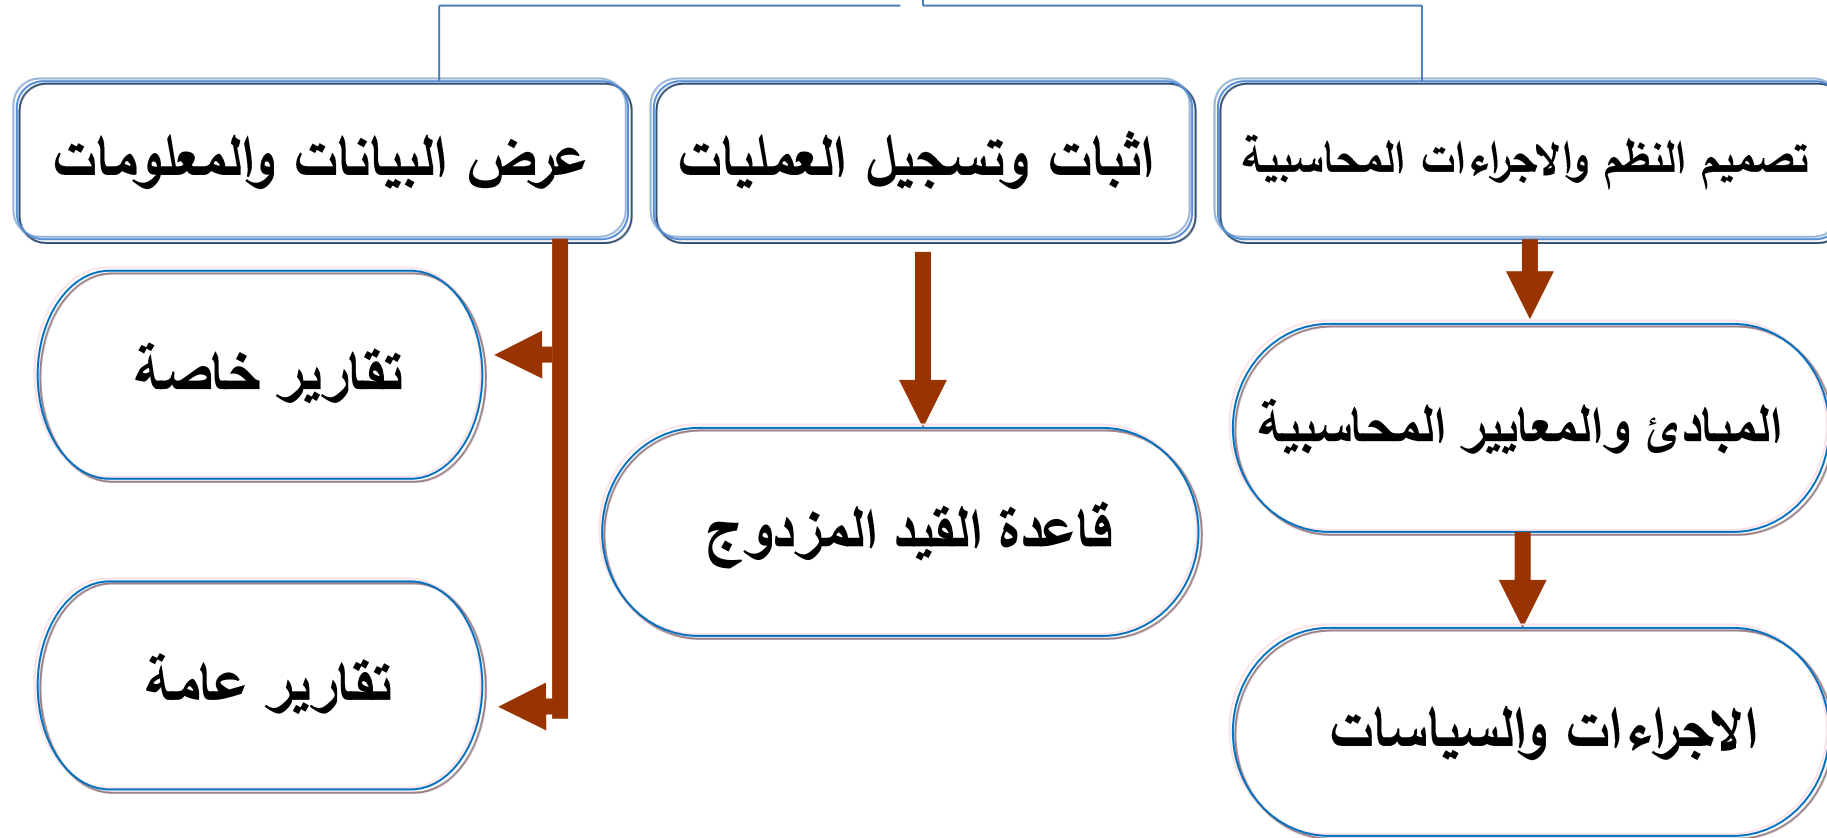 تصميم النظم والاجراءات المحاسبية
اثبات وتسجيل العمليات
عرض البيانات والمعلومات
المبادئ والمعايير المحاسبية
الاجراءات والسياسات
قاعدة القيد المزدوج
تقارير خاصة
تقارير عامة